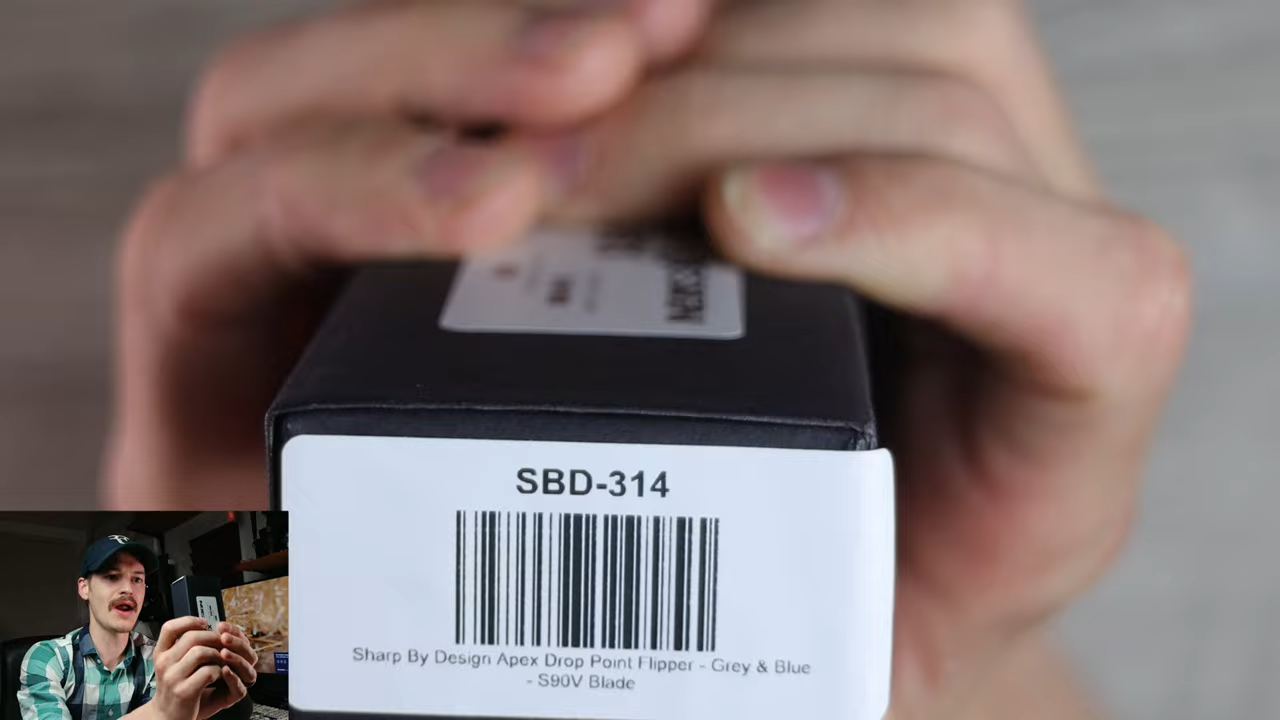 SBD-314
Sharp By Design Apex Drop Point Flipper - Grey & Blue
- S90V Blade